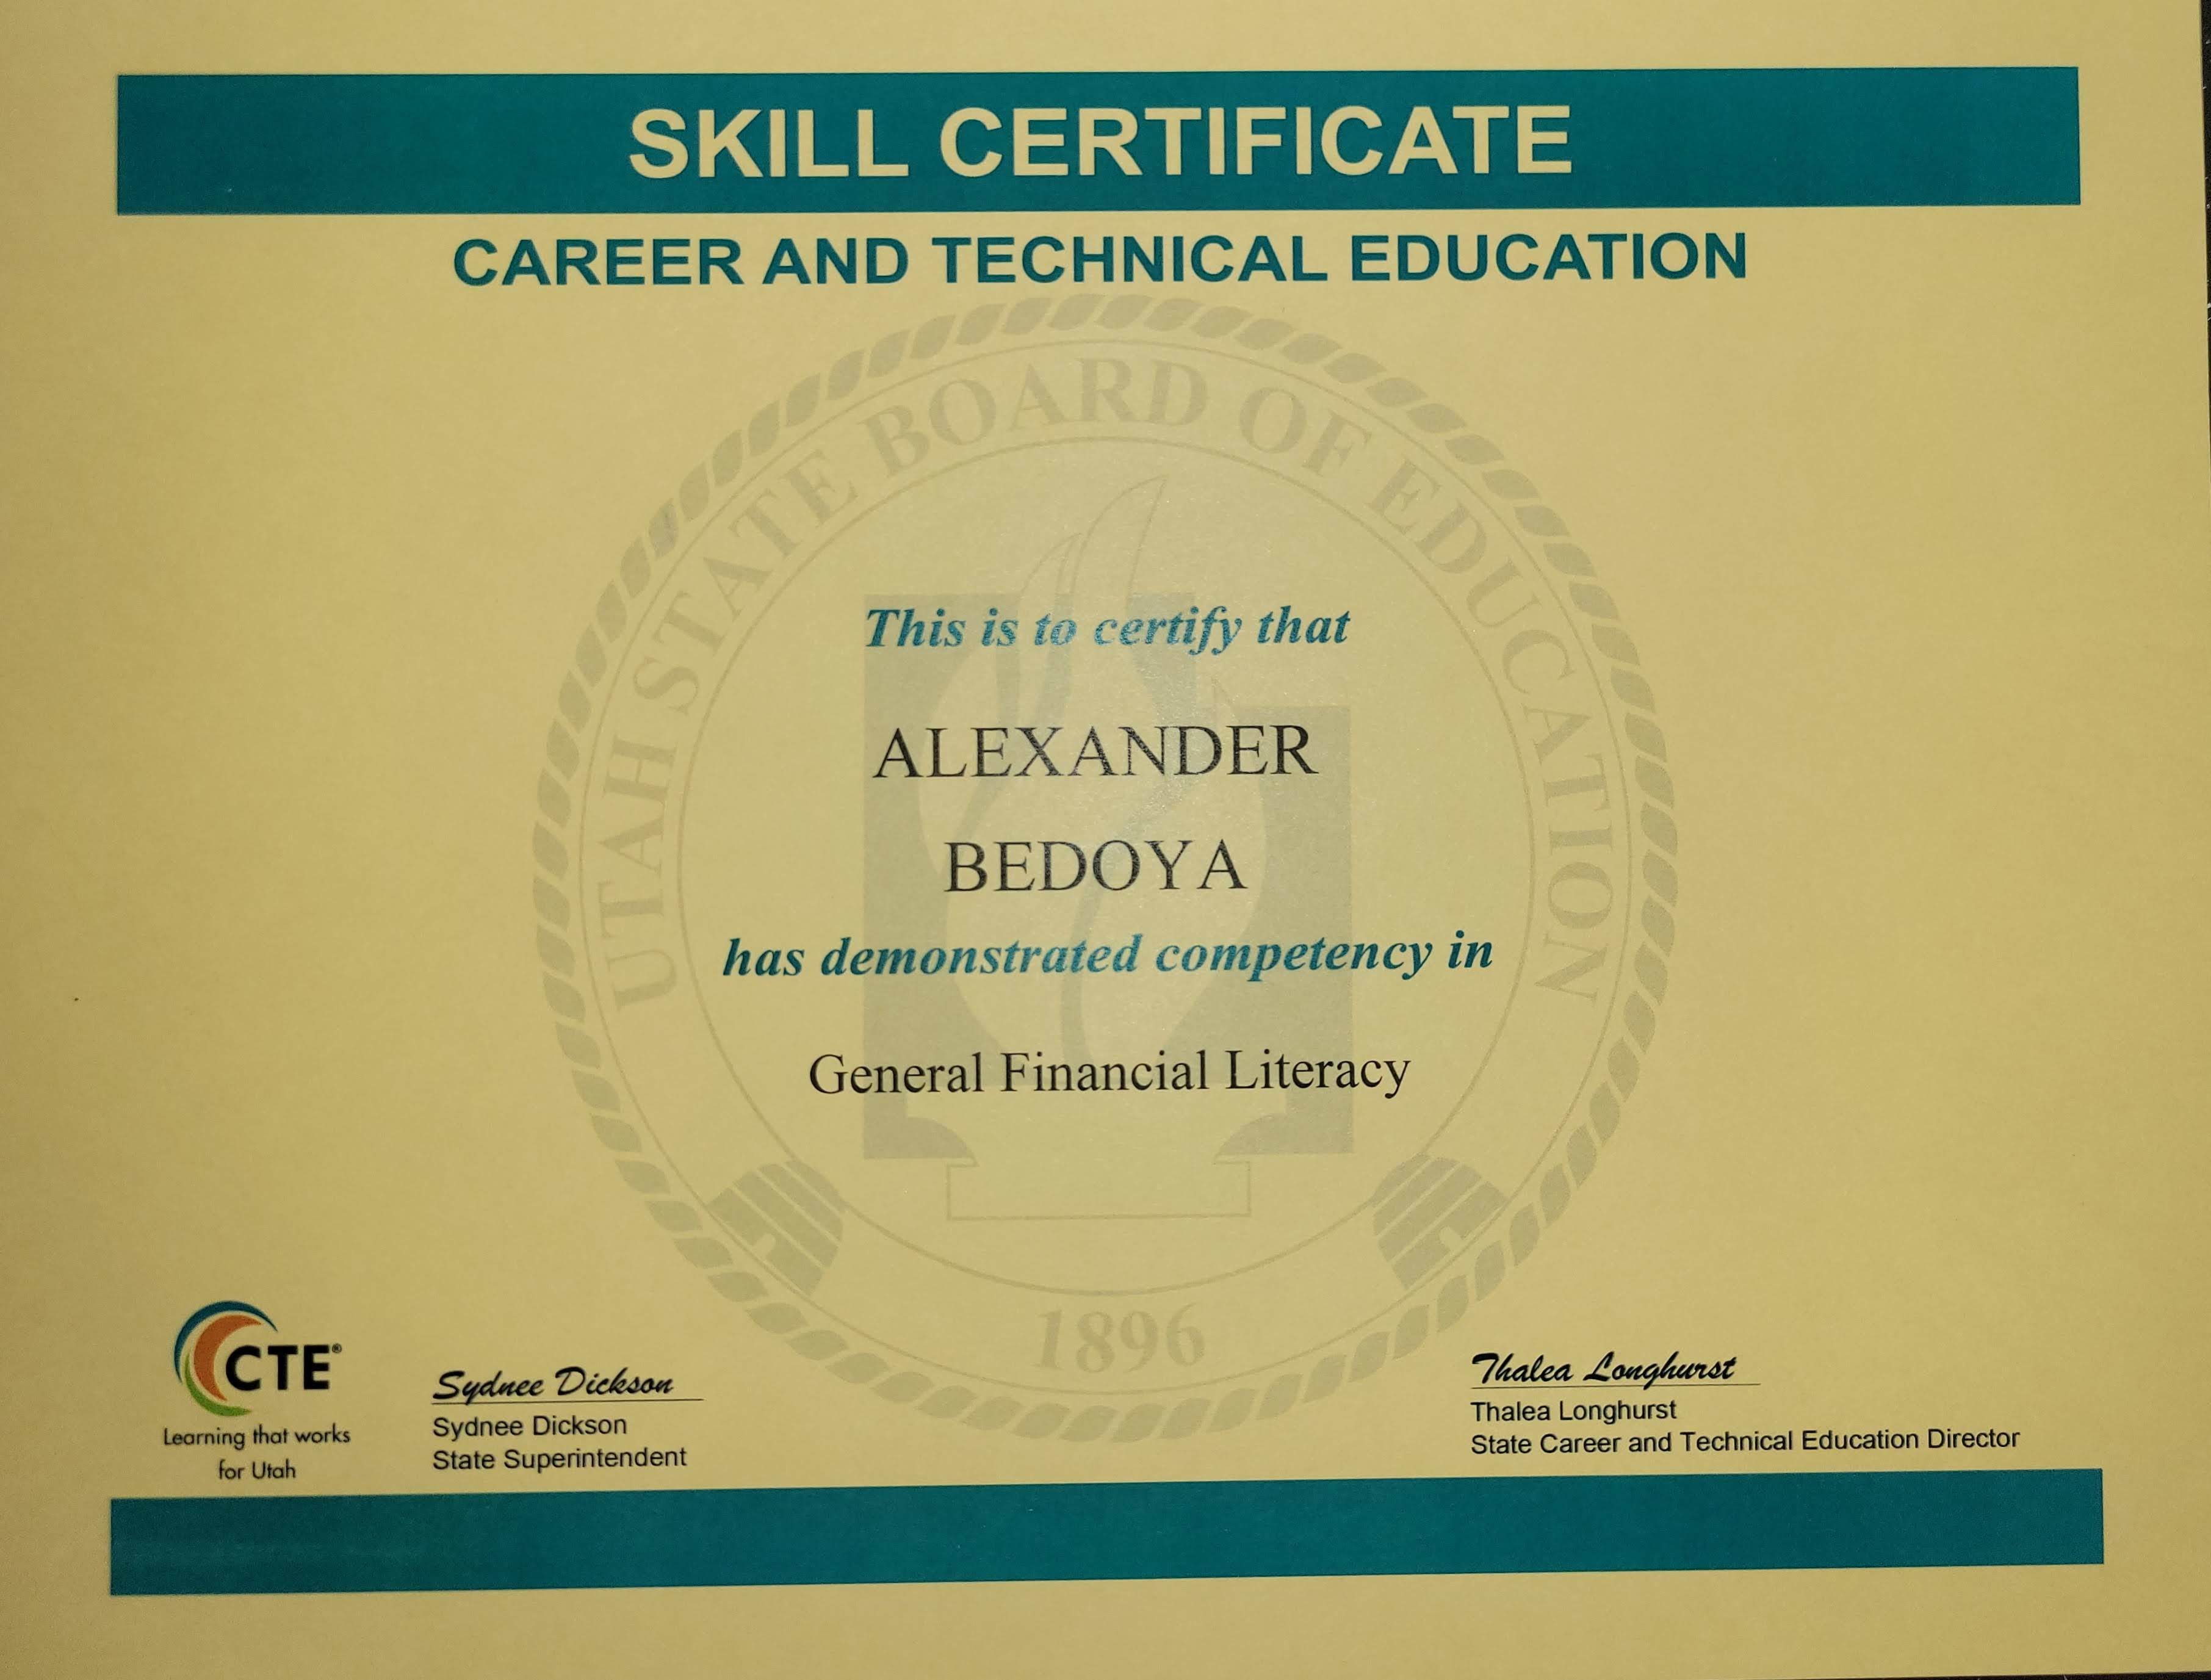 SKILL CERTIFICATE
CAREER AND TECHNICAL EDUCATION
UTAH STATE BOARD OF EDUCATION
This is to certify that
ALEXANDER
BEDOYA
has demonstrated competency in
General Financial Literacy
1896
CTE®
Learning that works
for Utah
Sydnee Dickson
Sydnee Dickson
State Superintendent
Thalea Longhurst
Thalea Longhurst
State Career and Technical Education Director